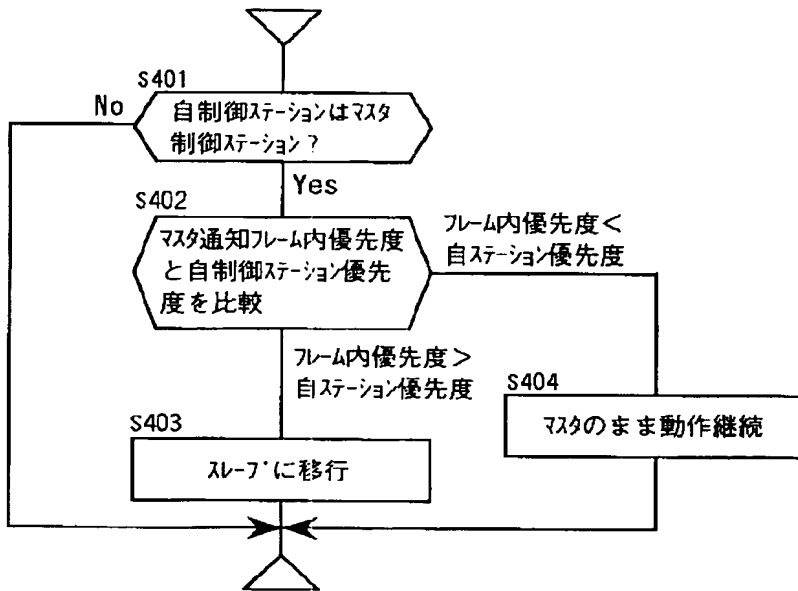 S401
No
自制御ｽﾃｰｼｮﾝはﾏｽﾀ
制御ｽﾃｰｼｮﾝ？
Yes
S402
ﾏｽﾀ通知ﾌﾚｰﾑ内優先度
と自制御ｽﾃｰｼｮﾝ優先
度を比較
ﾌﾚｰﾑ内優先度＜
自ｽﾃｰｼｮﾝ優先度
ﾌﾚｰﾑ内優先度＞
自ｽﾃｰｼｮﾝ優先度
S403
ｽﾚｰﾌﾞに移行
S404
ﾏｽﾀのまま動作継続